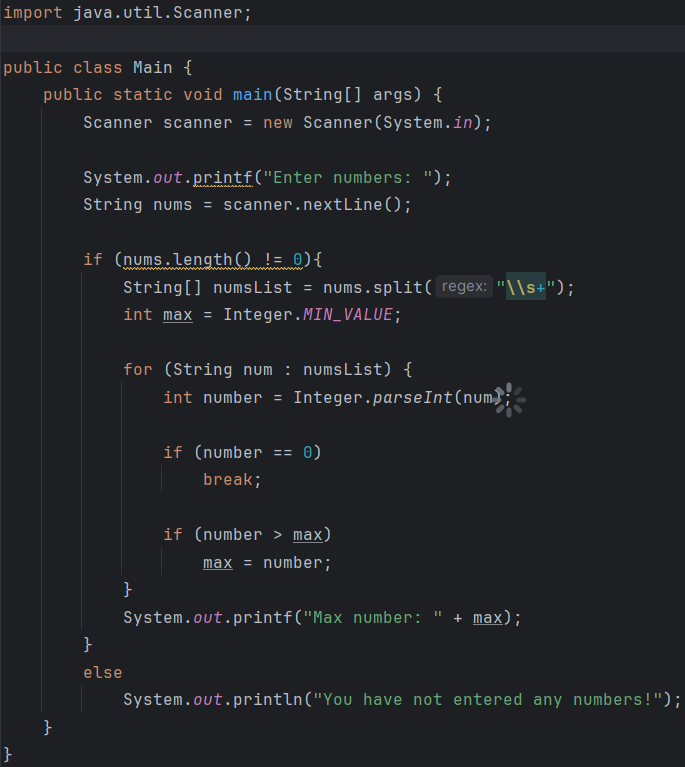 import java.util.Scanner;
public class Main {
public static void main(String[] args) {
Scanner scanner = new Scanner(System.in);
System.out.printf("Enter numbers: ");
String nums = scanner.nextLine();
if (nums.length() != 0){
String[] numsList = nums.split( regex: "\\s+");
int max = Integer.MIN_VALUE;
for (String num : numsList) {
int number = Integer.parseInt(num);
if (number == 0)
break;
if (number > max)
max = number;
}
System.out.printf("Max number: " + max);
}
else
System.out.println("You have not entered any numbers!");
}
}